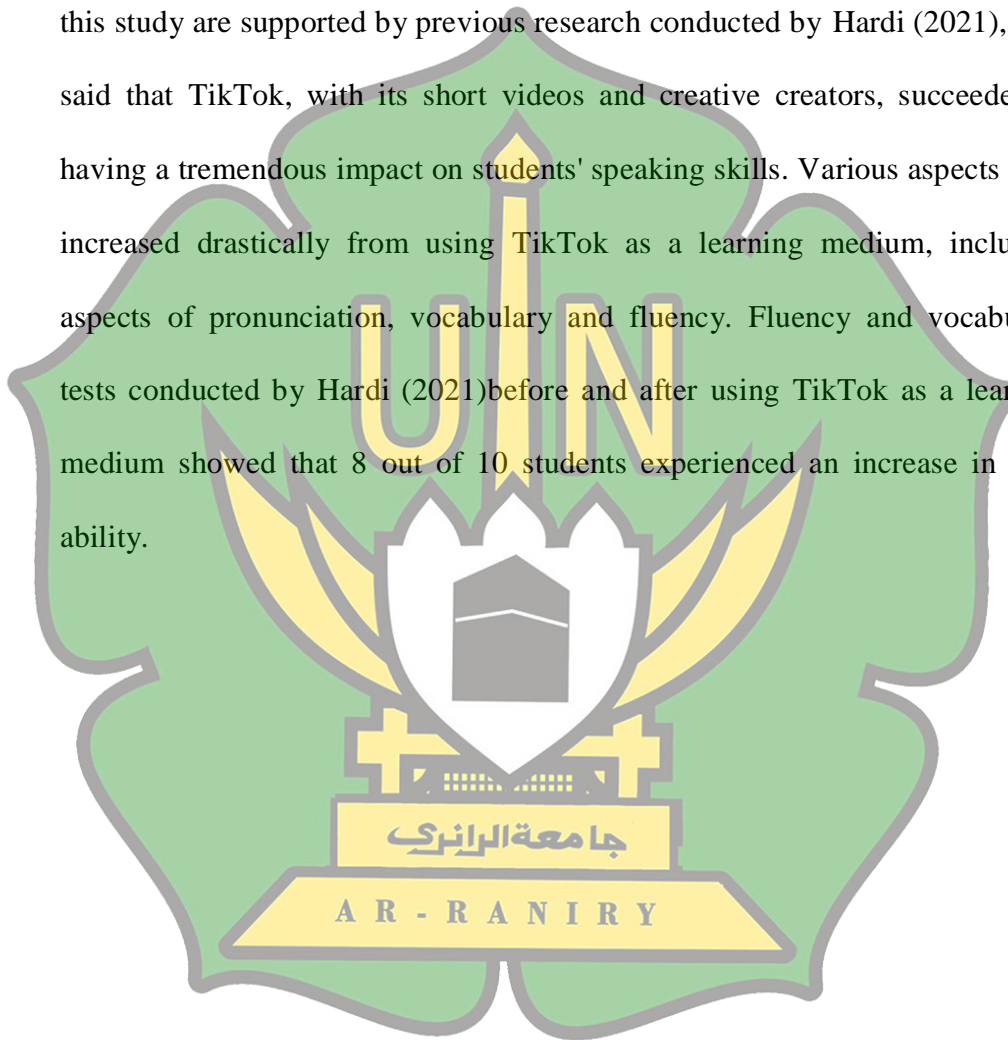 this study are supported by previous research conducted by Hardi (2021),
said that TikTok, with its short videos and creative creators, succeede
having a tremendous impact on students' speaking skills. Various aspects
increased drastically from using TikTok as a learning medium, inclu
aspects of pronunciation, vocabulary and fluency. Fluency and vocabu
tests conducted by Hardi (2021)before and after using TikTok as a lear
medium showed that 8 out of 10 students experienced an increase in
ability.
UIN
جامعة الرانري
AR-RANIRY